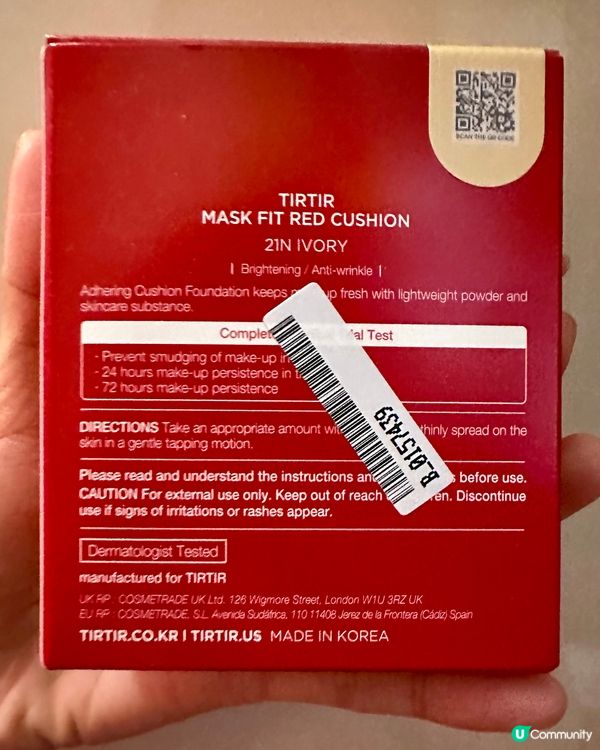 SCAN THE QR CODE
TIRTIR
MASK FIT RED CUSHION
21N IVORY
| Brightening / Anti-wrinkle |
Adhering Cushion Foundation keeps up fresh with lightweight powder and
skincare substance.
Test
- Prevent smudging of make-up
- 24 hours make-up persistence in
- 72 hours make-up persistence
DIRECTIONS Take an appropriate amount thinly spread on the
skin in a gentle tapping motion.
Please read and understand the instructions before use.
CAUTION For external use only. Keep out of reach Discontinue
use if signs of irritations or rashes appear.
Dermatologist Tested
manufactured for TIRTIR
UK RP : COSMETRADE UK Ltd. 126 Wigmore Street, London W1U 3RZ UK
EU RP : COSMETRADE, S.L. Avenida Sudáfrica, 110 11408 Jerez de la Frontera (Cádiz) Spain
TIRTIR.CO.KR | TIRTIR.US MADE IN KOREA
B_0157439
U Community